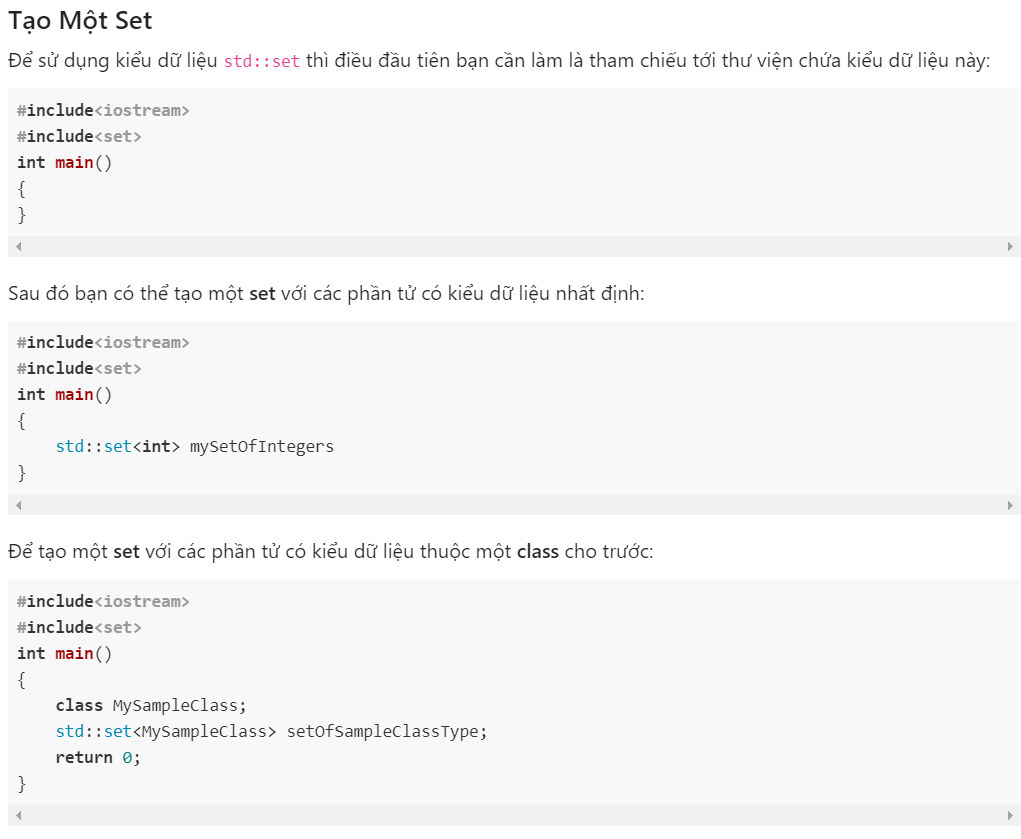 Tạo Một Set
Để sử dụng kiểu dữ liệu std::set thì điều đầu tiên bạn cần làm là tham chiếu tới thư viện chứa kiểu dữ liệu này:
#include<iostream>
#include<set>
int main()
{
}
Sau đó bạn có thể tạo một set với các phần tử có kiểu dữ liệu nhất định:
#include<iostream>
#include<set>
int main()
{
    std::set<int> mySetOfIntegers
}
Để tạo một set với các phần tử có kiểu dữ liệu thuộc một class cho trước:
#include<iostream>
#include<set>
int main()
{
    class MySampleClass;
    std::set<MySampleClass> setOfSampleClassType;
    return 0;
}